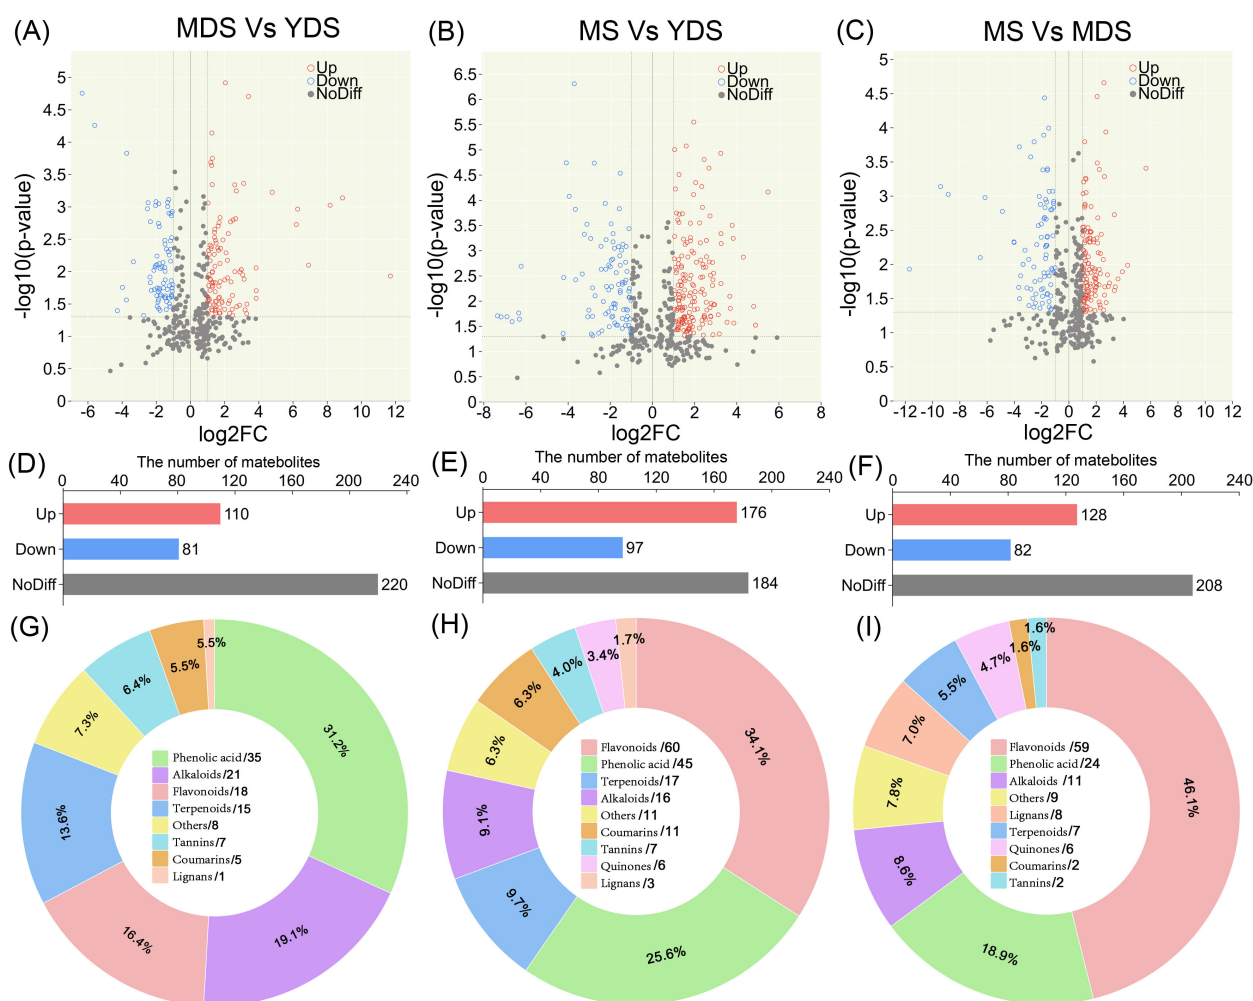 (A)
MDS Vs YDS
(B)
MS Vs YDS
(C)
MS Vs MDS
Up
Down
NoDiff
5
4.5
4
3.5
3
2.5
2
1.5
1
0.5
0
-log10(p-value)
-6
-4
-2
0
2
4
6
8
10
12
log2FC
Up
Down
NoDiff
6.5
6
5.5
5
4.5
4
3.5
3
2.5
2
1.5
1
0.5
0
-log10(p-value)
-8
-6
-4
-2
0
2
4
6
8
log2FC
Up
Down
NoDiff
5
4.5
4
3.5
3
2.5
2
1.5
1
0.5
0
-log10(p-value)
-12
-10
-8
-6
-4
-2
0
2
4
6
8
10
12
log2FC
(D)
The number of matebolites
0
40
80
120
160
200
240
Up
110
Down
81
NoDiff
220
(E)
The number of matebolites
0
40
80
120
160
200
240
Up
176
Down
97
NoDiff
184
(F)
The number of matebolites
0
40
80
120
160
200
240
Up
128
Down
82
NoDiff
208
(G)
5.5%
5.5%
6.4%
7.3%
13.6%
16.4%
19.1%
31.2%
Phenolic acid/35
Alkaloids/21
Flavonoids/18
Terpenoids/15
Others/8
Tannins/7
Coumarins/5
Lignans/1
(H)
1.7%
3.4%
4.0%
6.3%
6.3%
9.1%
9.7%
25.6%
34.1%
Flavonoids/60
Phenolic acid/45
Terpenoids/17
Alkaloids/16
Others/11
Coumarins/11
Tannins/7
Quinones/6
Lignans/3
(I)
1.6%
1.6%
4.7%
5.5%
7.0%
7.8%
8.6%
18.9%
46.1%
Flavonoids/59
Phenolic acid/24
Alkaloids/11
Others/9
Lignans/8
Terpenoids/7
Quinones/6
Coumarins/2
Tannins/2